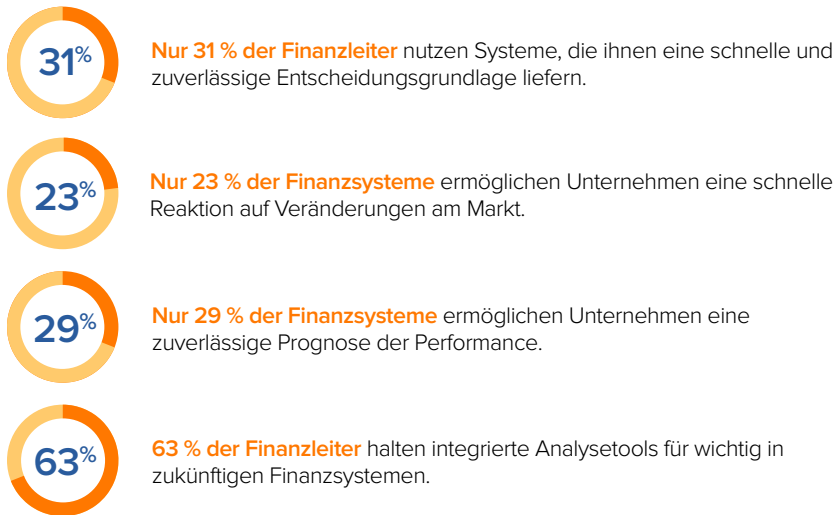 31%
Nur 31 % der Finanzleiter nutzen Systeme, die ihnen eine schnelle und
zuverlässige Entscheidungsgrundlage liefern.
23%
Nur 23 % der Finanzsysteme ermöglichen Unternehmen eine schnelle
Reaktion auf Veränderungen am Markt.
29%
Nur 29 % der Finanzsysteme ermöglichen Unternehmen eine
zuverlässige Prognose der Performance.
63%
63 % der Finanzleiter halten integrierte Analysetools für wichtig in
zukünftigen Finanzsystemen.